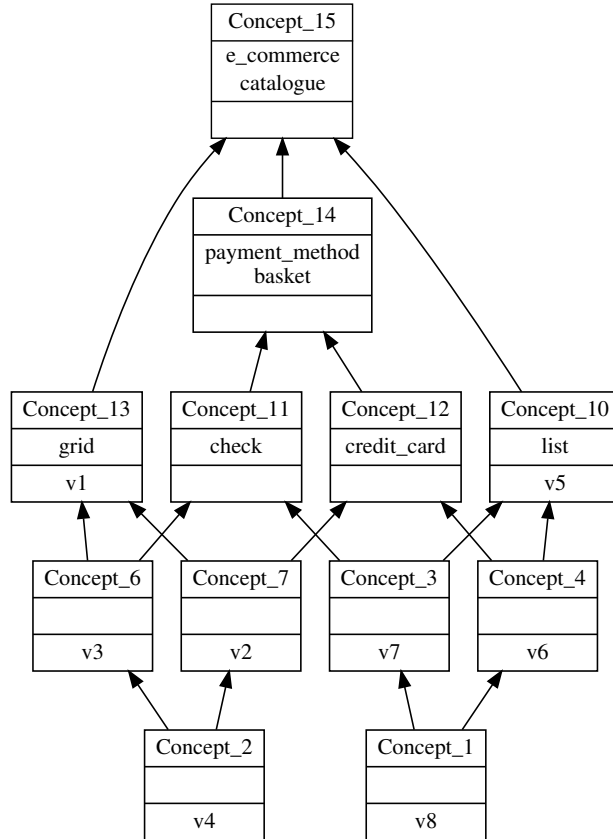 Concept_15
e_commerce
catalogue
Concept_14
payment_method
basket
Concept_13
grid
v1
Concept_11
check
Concept_12
credit_card
Concept_10
list
v5
Concept_6
v3
Concept_7
v2
Concept_3
v7
Concept_4
v6
Concept_2
v4
Concept_1
v8